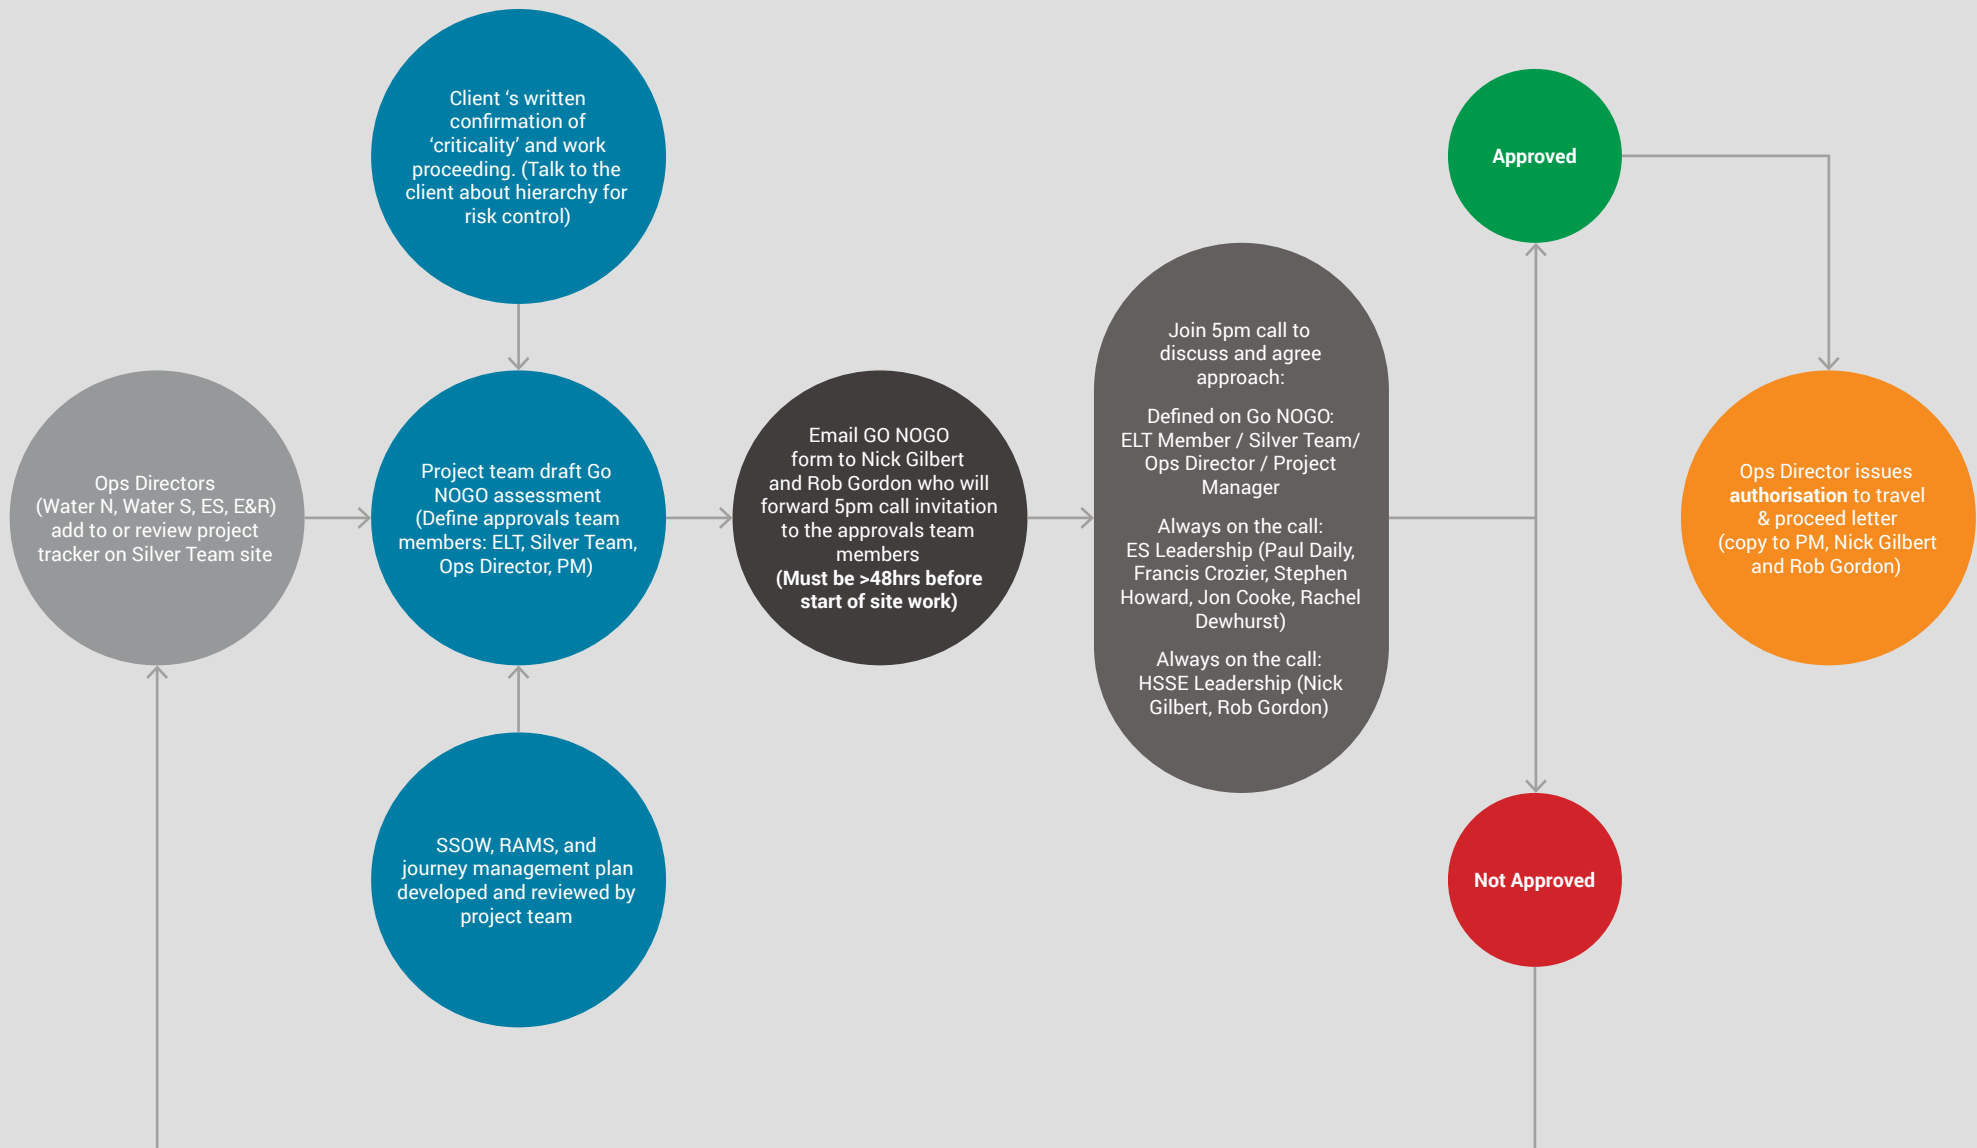 Client ‘s written
confirmation of
‘criticality’ and work
proceeding. (Talk to the
client about hierarchy for
risk control)
Approved
Ops Directors
(Water N, Water S, ES, E&R)
add to or review project
tracker on Silver Team site
Project team draft Go
NOGO assessment
(Define approvals team
members: ELT, Silver Team,
Ops Director, PM)
Email GO NOGO
form to Nick Gilbert
and Rob Gordon who will
forward 5pm call invitation
to the approvals team
members
(Must be >48hrs before
start of site work)
Join 5pm call to
discuss and agree
approach:
Defined on Go NOGO:
ELT Member / Silver Team/
Ops Director / Project
Manager
Always on the call:
ES Leadership (Paul Daily,
Francis Crozier, Stephen
Howard, Jon Cooke, Rachel
Dewhurst)
Always on the call:
HSSE Leadership (Nick
Gilbert, Rob Gordon)
Ops Director issues
authorisation to travel
& proceed letter
(copy to PM, Nick Gilbert
and Rob Gordon)
SSOW, RAMS, and
journey management plan
developed and reviewed by
project team
Not Approved